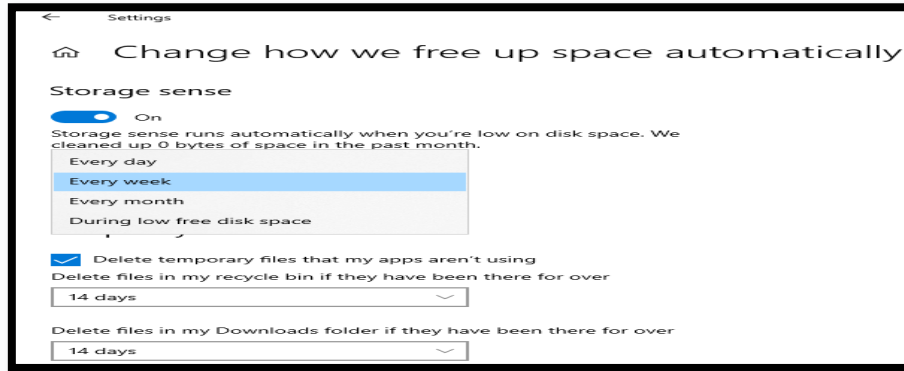 Settings
Change how we free up space automatically
Storage sense
On
Storage sense runs automatically when you're low on disk space. We
cleaned up 0 bytes of space in the past month.
Every day
Every week
Every month
During low free disk space
Delete temporary files that my apps aren't using
Delete files in my recycle bin if they have been there for over
14 days
Delete files in my Downloads folder if they have been there for over
14 days